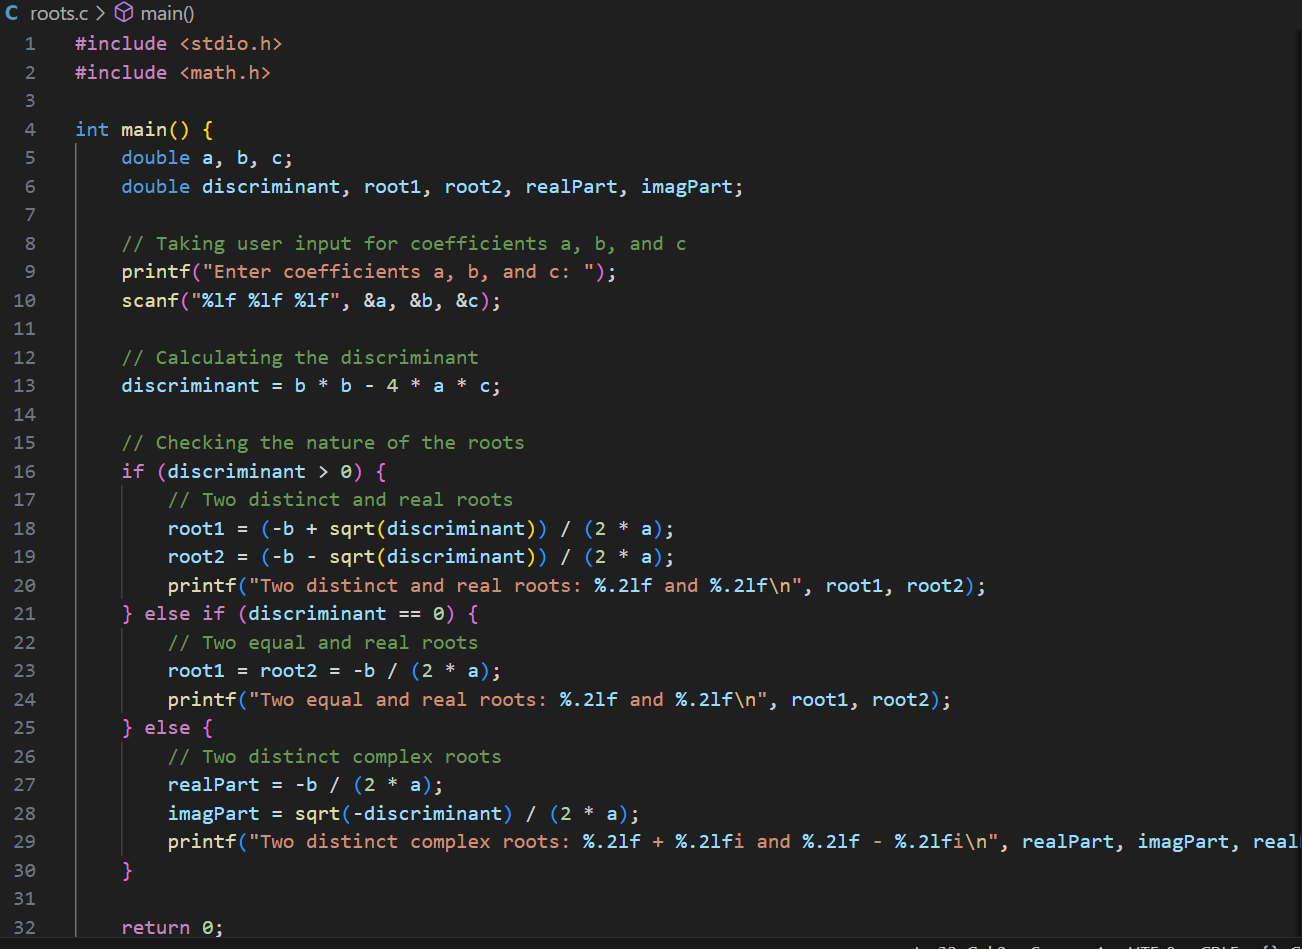 C roots.c > main()
1 #include <stdio.h>
2 #include <math.h>
3
4 int main() {
5     double a, b, c;
6     double discriminant, root1, root2, realPart, imagPart;
7
8     // Taking user input for coefficients a, b, and c
9     printf("Enter coefficients a, b, and c: ");
10     scanf("%lf %lf %lf", &a, &b, &c);
11
12     // Calculating the discriminant
13     discriminant = b * b - 4 * a * c;
14
15     // Checking the nature of the roots
16     if (discriminant > 0) {
17         // Two distinct and real roots
18         root1 = (-b + sqrt(discriminant)) / (2 * a);
19         root2 = (-b - sqrt(discriminant)) / (2 * a);
20         printf("Two distinct and real roots: %.2lf and %.2lf\n", root1, root2);
21     } else if (discriminant == 0) {
22         // Two equal and real roots
23         root1 = root2 = -b / (2 * a);
24         printf("Two equal and real roots: %.2lf and %.2lf\n", root1, root2);
25     } else {
26         // Two distinct complex roots
27         realPart = -b / (2 * a);
28         imagPart = sqrt(-discriminant) / (2 * a);
29         printf("Two distinct complex roots: %.2lf + %.2lfi and %.2lf - %.2lfi\n", realPart, imagPart, real
30     }
31
32     return 0;